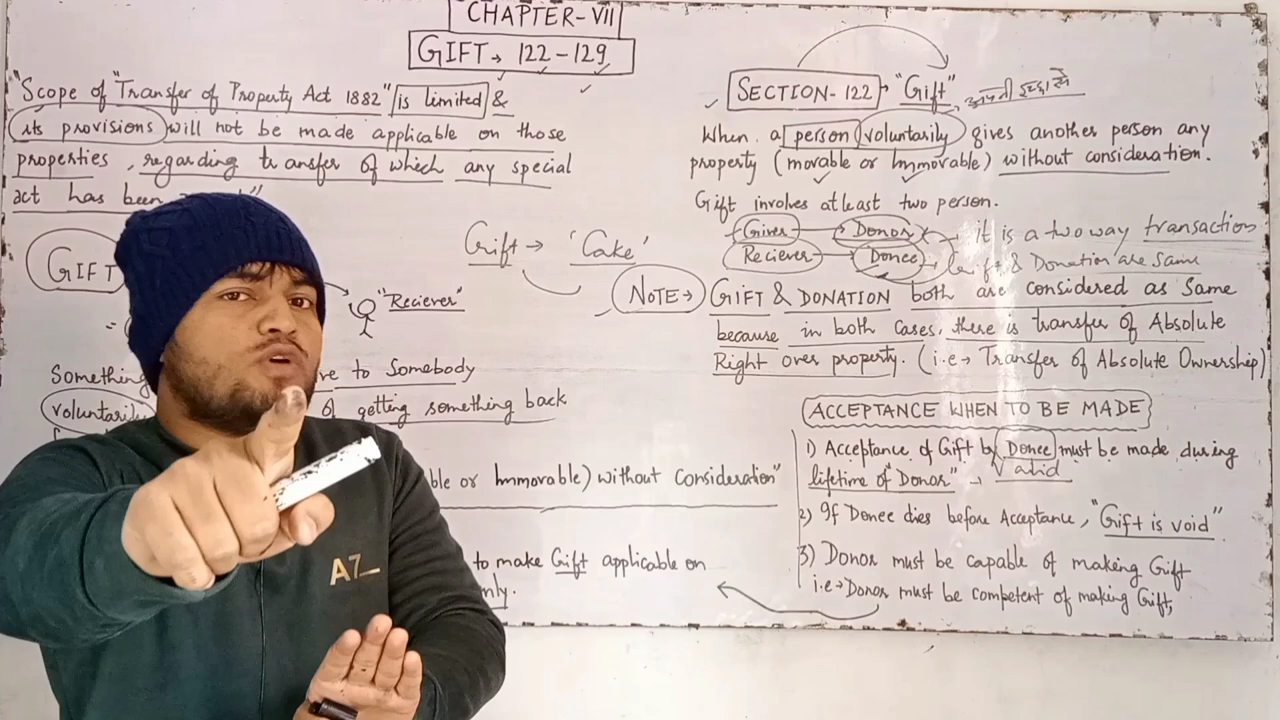 CHAPTER-VII
GIFT → 122-129
"Scope of "Transfer of Property Act 1882" is limited &
its provisions will not be made applicable on those
properties, regarding transfer of which any special
act has been
GIFT
Gift → 'Cake'
"Reciever"
Something ve to Somebody
voluntarily of getting something back
ble or Immovable) without Consideration"
to make Gift applicable on
only.
SECTION-122 → "Gift"
अपनी इच्छा से
When a person voluntarily gives another person any
property (movable or Immovable) without consideration.
Gift involves atleast two person.
Giver → Donor → it is a two way transaction
Reciever → Donee → Gift & Donation are same
NOTE → GIFT & DONATION both are considered as Same
because in both Cases, there is transfer of Absolute
Right over property. (i.e → Transfer of Absolute Ownership)
ACCEPTANCE WHEN TO BE MADE
1) Acceptance of Gift by Donee must be made during
lifetime of "Donor" → Valid
2) If Donee dies before Acceptance, "Gift is void"
3) Donor must be capable of making Gift
i.e → Donor must be competent of making Gift,
A7